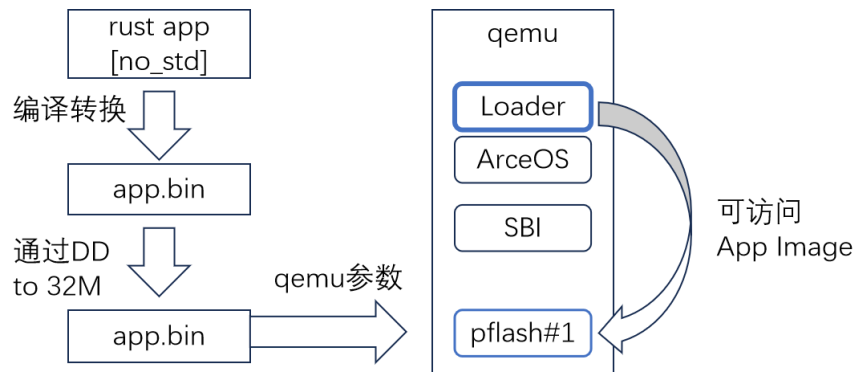 rust app
[no_std]
编译转换
app.bin
通过DD
to 32M
app.bin
qemu参数
qemu
Loader
ArceOS
SBI
pflash#1
可访问
App Image